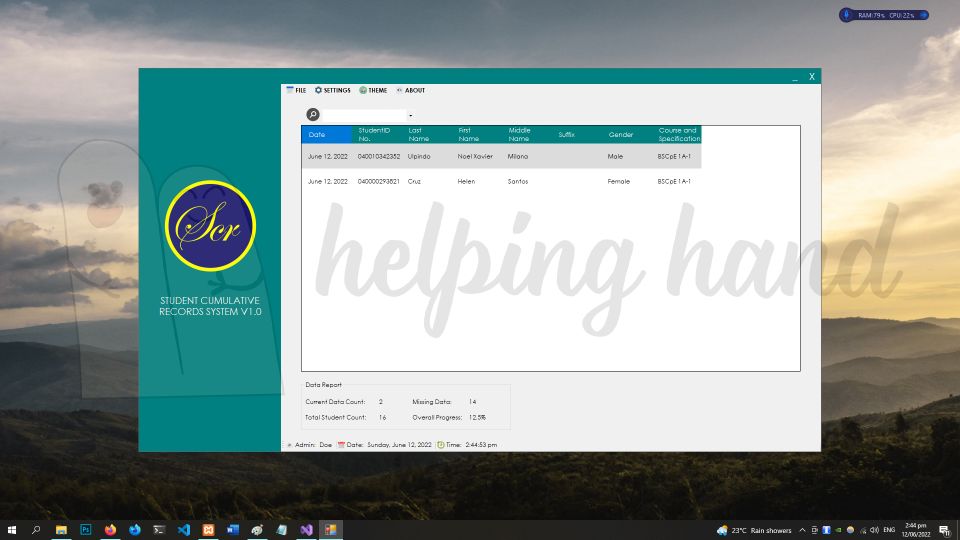 RAM:79% CPU:22%
_ X
FILE SETTINGS THEME ABOUT
Date StudentID No. Last Name First Name Middle Name Suffix Gender Course and Specification
June 12, 2022 040010342352 Ulpindo Noel Xavier Milana Male BSCpE 1A-1
June 12, 2022 040000293821 Cruz Helen Santos Female BSCpE 1A-1
Scr
STUDENT CUMULATIVE
RECORDS SYSTEM V1.0
helping hand
Data Report
Current Data Count: 2 Missing Data: 14
Total Student Count: 16 Overall Progress: 12.5%
Admin: Doe Date: Sunday, June 12, 2022 Time: 2:44:53 pm
Ps
23°C Rain showers ENG 2:44 pm
12/06/2022